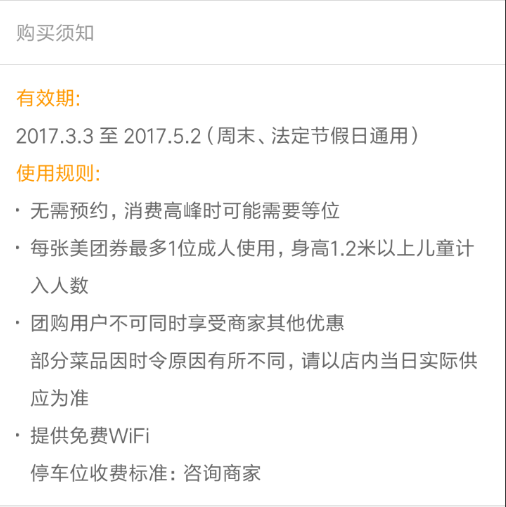 购买须知
有效期:
2017.3.3 至 2017.5.2（周末、法定节假日通用）
使用规则:
· 无需预约，消费高峰时可能需要等位
· 每张美团券最多1位成人使用，身高1.2米以上儿童计
入人数
· 团购用户不可同时享受商家其他优惠
部分菜品因时令原因有所不同，请以店内当日实际供
应为准
· 提供免费WiFi
停车位收费标准：咨询商家